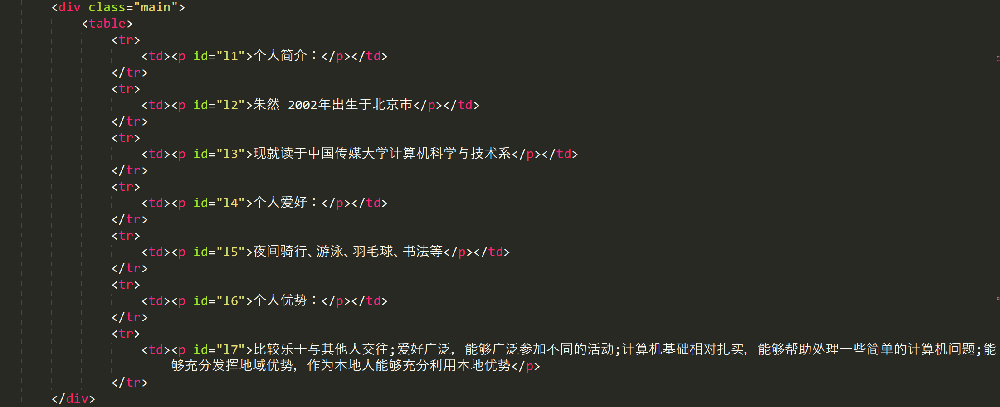 <div class="main">
<table>
<tr>
<td><p id="l1">个人简介：</p></td>
</tr>
<tr>
<td><p id="l2">朱然 2002年出生于北京市</p></td>
</tr>
<tr>
<td><p id="l3">现就读于中国传媒大学计算机科学与技术系</p></td>
</tr>
<tr>
<td><p id="l4">个人爱好：</p></td>
</tr>
<tr>
<td><p id="l5">夜间骑行、游泳、羽毛球、书法等</p></td>
</tr>
<tr>
<td><p id="l6">个人优势：</p></td>
</tr>
<tr>
<td><p id="l7">比较乐于与其他人交往;爱好广泛，能够广泛参加不同的活动;计算机基础相对扎实，能够帮助处理一些简单的计算机问题;能
够充分发挥地域优势，作为本地人能够充分利用本地优势</p>
</tr>
</div>